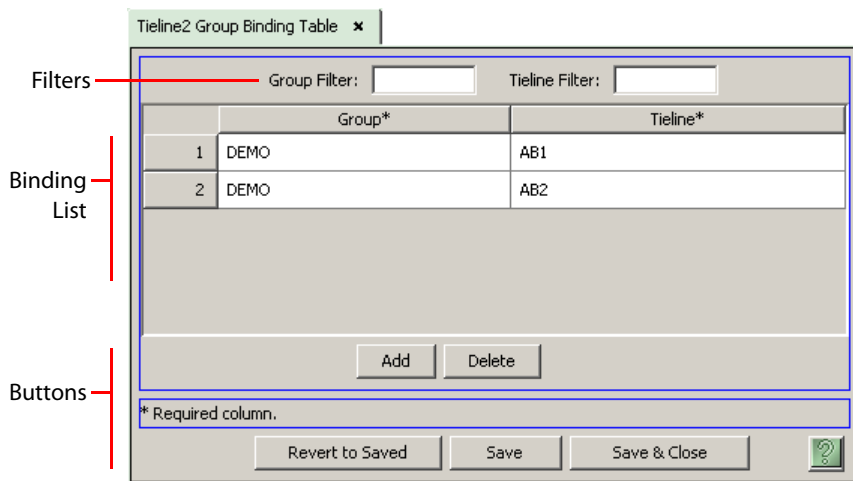 Tieline2 Group Binding Table ×
Filters
Group Filter: Tieline Filter:
Group* Tieline*
1 DEMO AB1
2 DEMO AB2
Binding
List
Add Delete
Buttons
* Required column.
Revert to Saved Save Save & Close ?